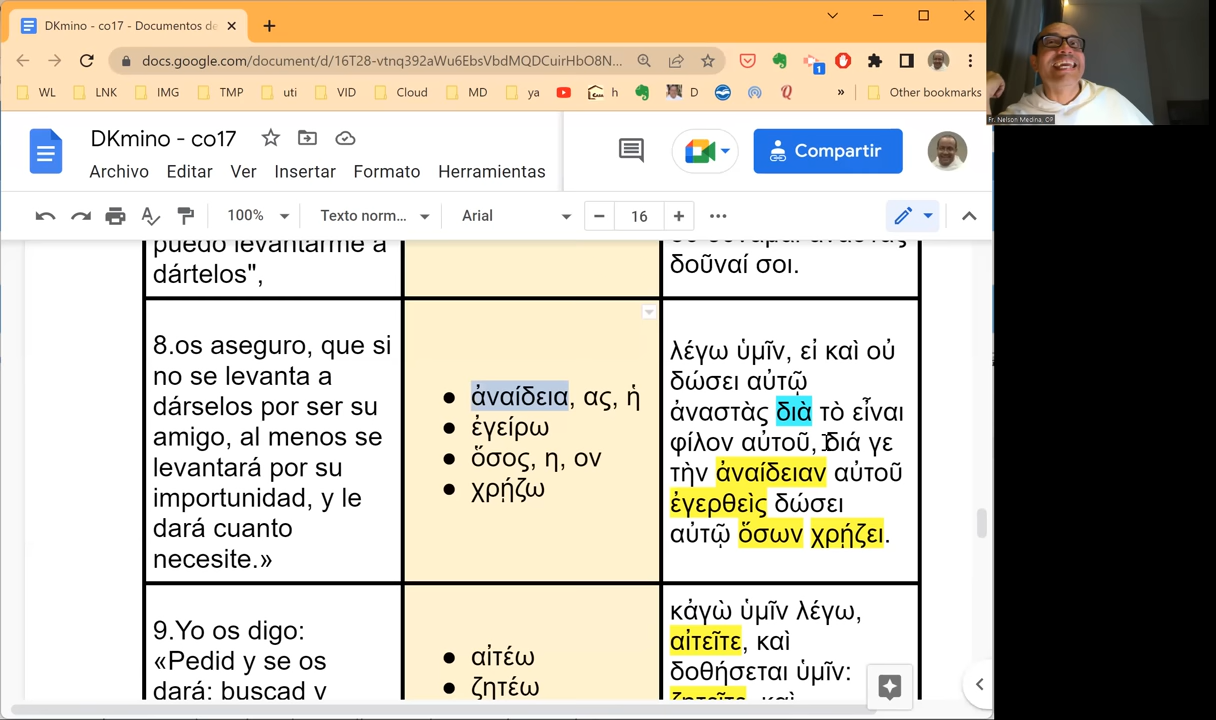 DKmino - co17 - Documentos de
docs.google.com/document/d/16T28-vtnq392aWu6EbsVbdMQDCuirHbO8N...
WL LNK IMG TMP uti VID Cloud MD ya h D » Other bookmarks
1
Fr. Nelson Medina, OP
DKmino - co17
Compartir
Archivo Editar Ver Insertar Formato Herramientas
100% Texto norm... Arial 16
puedo levantarme a
dártelos",
δοῦναί σοι.
8.os aseguro, que si
no se levanta a
dárselos por ser su
amigo, al menos se
levantará por su
importunidad, y le
dará cuanto
necesite.»
● ἀναίδεια, ας, ἡ
● ἐγείρω
● ὅσος, η, ον
● χρῄζω
λέγω ὑμῖν, εἰ καὶ οὐ
δώσει αὐτῷ
ἀναστὰς διὰ τὸ εἶναι
φίλον αὐτοῦ, διά γε
τὴν ἀναίδειαν αὐτοῦ
ἐγερθεὶς δώσει
αὐτῷ ὅσων χρῄζει.
9.Yo os digo:
«Pedid y se os
dará; buscad y
● αἰτέω
● ζητέω
κἀγὼ ὑμῖν λέγω,
αἰτεῖτε, καὶ
δοθήσεται ὑμῖν:
ζητεῖτε, καὶ